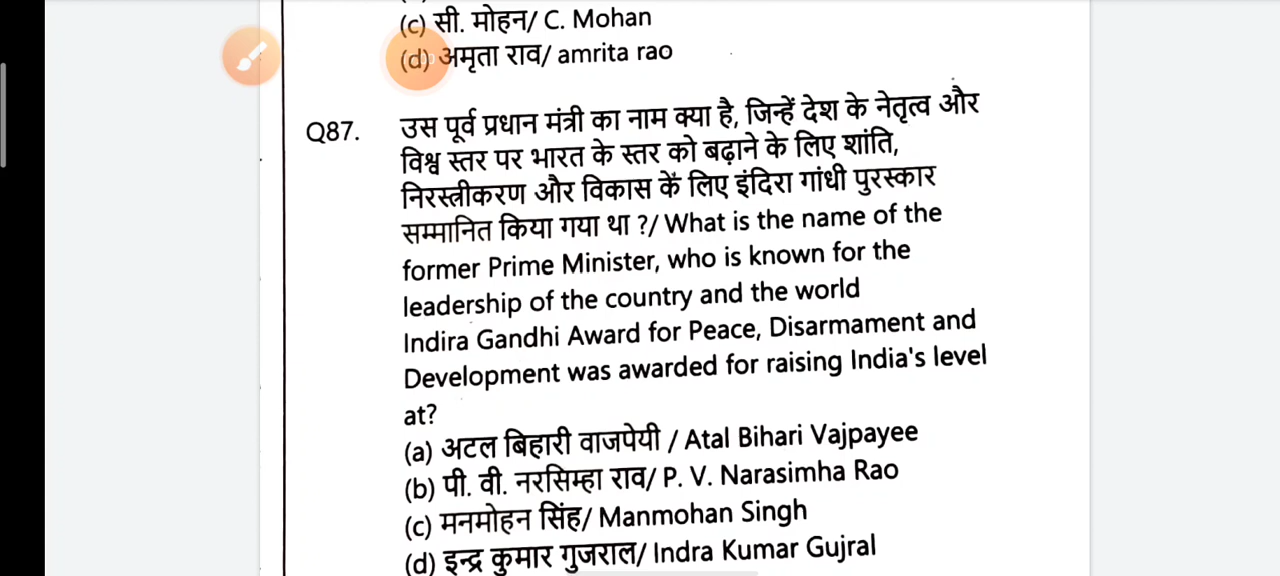 (c) सी. मोहन/ C. Mohan
(d) अमृता राव/ amrita rao
Q87. उस पूर्व प्रधान मंत्री का नाम क्या है, जिन्हें देश के नेतृत्व और
विश्व स्तर पर भारत के स्तर को बढ़ाने के लिए शांति,
निरस्त्रीकरण और विकास के लिए इंदिरा गांधी पुरस्कार
सम्मानित किया गया था ?/ What is the name of the
former Prime Minister, who is known for the
leadership of the country and the world
Indira Gandhi Award for Peace, Disarmament and
Development was awarded for raising India's level
at?
(a) अटल बिहारी वाजपेयी / Atal Bihari Vajpayee
(b) पी. वी. नरसिम्हा राव/ P. V. Narasimha Rao
(c) मनमोहन सिंह/ Manmohan Singh
(d) इन्द्र कुमार गुजराल/ Indra Kumar Gujral